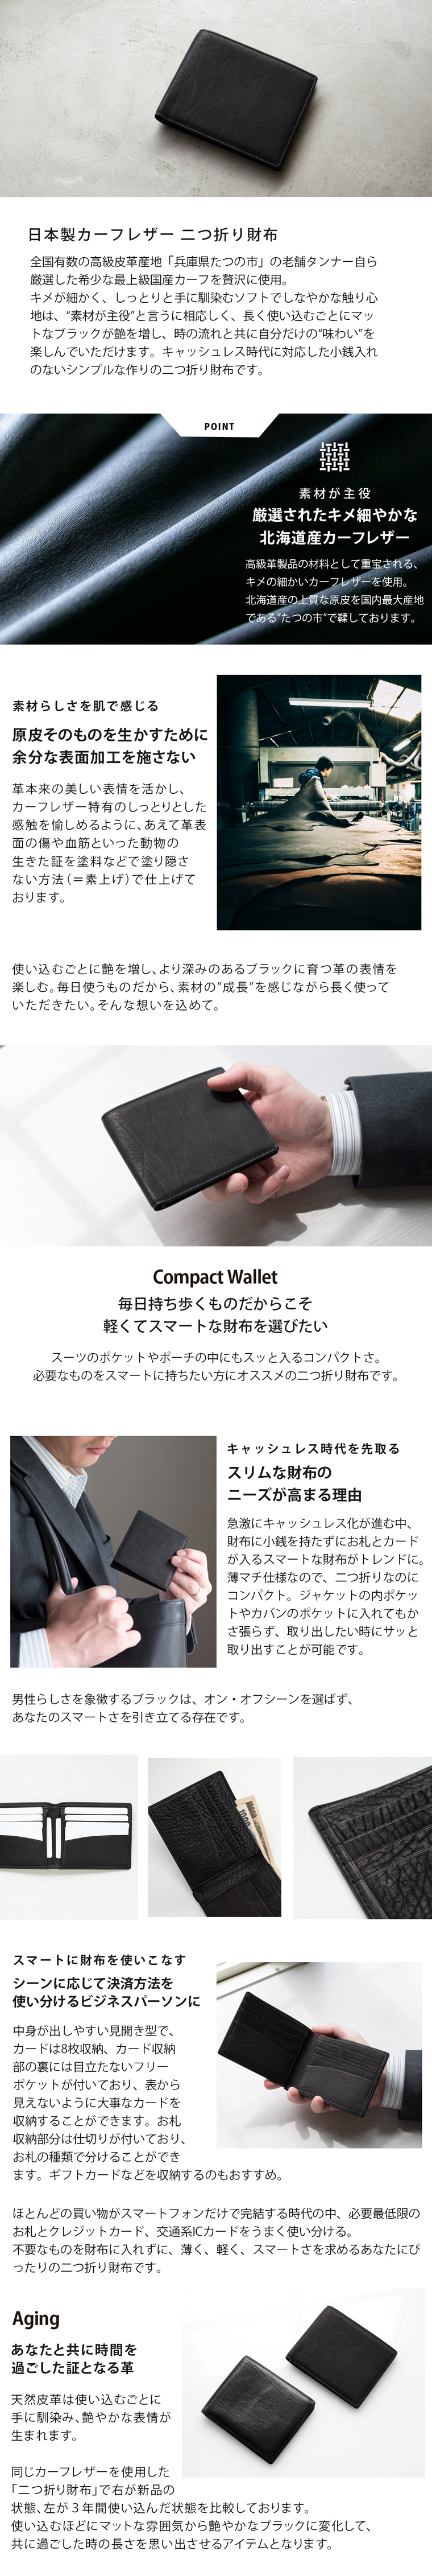 日本製カーフレザー 二つ折り財布
全国有数の高級皮革産地「兵庫県たつの市」の老舗タンナー自ら
厳選した希少な最上級国産カーフを贅沢に使用。
キメが細かく、しっとりと手に馴染むソフトでしなやかな触り心
地は、“素材が主役”と言うに相応しく、長く使い込むごとにマッ
トなブラックが艶を増し、時の流れと共に自分だけの“味わい”を
楽しんでいただけます。キャッシュレス時代に対応した小銭入れ
のないシンプルな作りの二つ折り財布です。
POINT
素材が主役
厳選されたキメ細やかな
北海道産カーフレザー
高級革製品の材料として重宝される、
キメの細かいカーフレザーを使用。
北海道産の上質な原皮を国内最大産地
である“たつの市”で鞣しております。
素材らしさを肌で感じる
原皮そのものを生かすために
余分な表面加工を施さない
革本来の美しい表情を活かし、
カーフレザー特有のしっとりとした
感触を愉しめるように、あえて革表
面の傷や血筋といった動物の
生きた証を塗料などで塗り隠さ
ない方法（＝素上げ）で仕上げて
おります。
使い込むごとに艶を増し、より深みのあるブラックに育つ革の表情を
楽しむ。毎日使うものだから、素材の“成長”を感じながら長く使って
いただきたい。そんな想いを込めて。
Compact Wallet
毎日持ち歩くものだからこそ
軽くてスマートな財布を選びたい
スーツのポケットやポーチの中にもスッと入るコンパクトさ。
必要なものをスマートに持ちたい方にオススメの二つ折り財布です。
キャッシュレス時代を先取る
スリムな財布の
ニーズが高まる理由
急激にキャッシュレス化が進む中、
財布に小銭を持たずにお札とカード
が入るスマートな財布がトレンドに。
薄マチ仕様なので、二つ折りなのに
コンパクト。ジャケットの内ポケッ
トやカバンのポケットに入れてもか
さ張らず、取り出したい時にサッと
取り出すことが可能です。
男性らしさを象徴するブラックは、オン・オフシーンを選ばず、
あなたのスマートさを引き立てる存在です。
スマートに財布を使いこなす
シーンに応じて決済方法を
使い分けるビジネスパーソンに
中身が出しやすい見開き型で、
カードは8枚収納、カード収納
部の裏には目立たないフリー
ポケットが付いており、表から
見えないように大事なカードを
収納することができます。お札
収納部分は仕切りが付いており、
お札の種類で分けることができ
ます。ギフトカードなどを収納するのもおすすめ。
ほとんどの買い物がスマートフォンだけで完結する時代の中、必要最低限の
お札とクレジットカード、交通系ICカードをうまく使い分ける。
不要なものを財布に入れずに、薄く、軽く、スマートさを求めるあなたにぴ
ったりの二つ折り財布です。
Aging
あなたと共に時間を
過ごした証となる革
天然皮革は使い込むごとに
手に馴染み、艶やかな表情が
生まれます。
同じカーフレザーを使用した
「二つ折り財布」で右が新品の
状態、左が３年間使い込んだ状態を比較しております。
使い込むほどにマットな雰囲気から艶やかなブラックに変化して、
共に過ごした時の長さを思い出させるアイテムとなります。